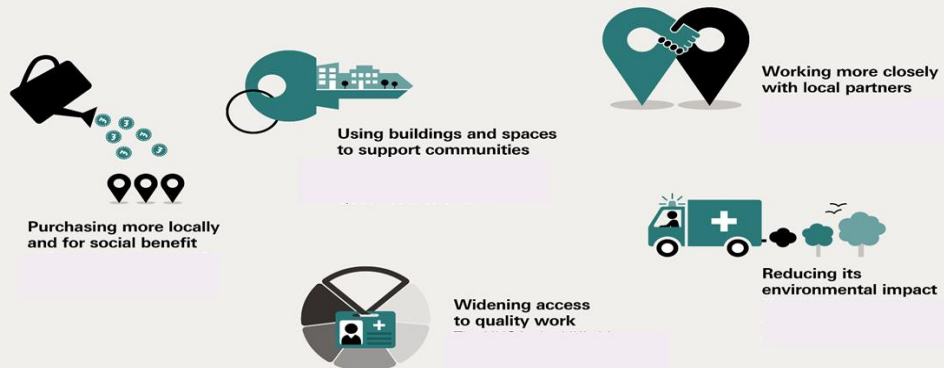 Purchasing more locally
and for social benefit
Using buildings and spaces
to support communities
Widening access
to quality work
Working more closely
with local partners
Reducing its
environmental impact